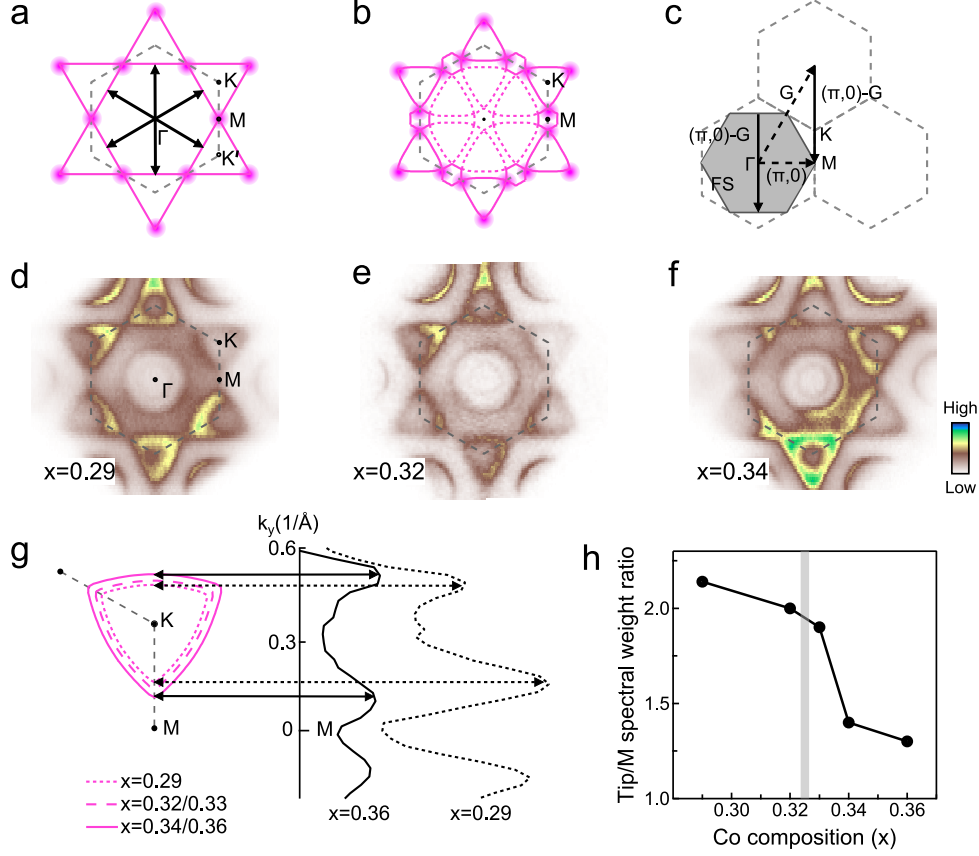 a
b
c
K
M
Γ
K'
K
M
G
(π,0)-G
(π,0)-G
K
Γ
M
(π,0)
FS
d
e
f
K
M
Γ
x=0.29
x=0.32
x=0.34
High
Low
g
k_y(1/Å)
h
0.6
K
0.3
M
0
M
x=0.29
x=0.32/0.33
x=0.34/0.36
x=0.36
x=0.29
Tip/M spectral weight ratio
2.0
1.5
1.0
0.30
0.32
0.34
0.36
Co composition (x)